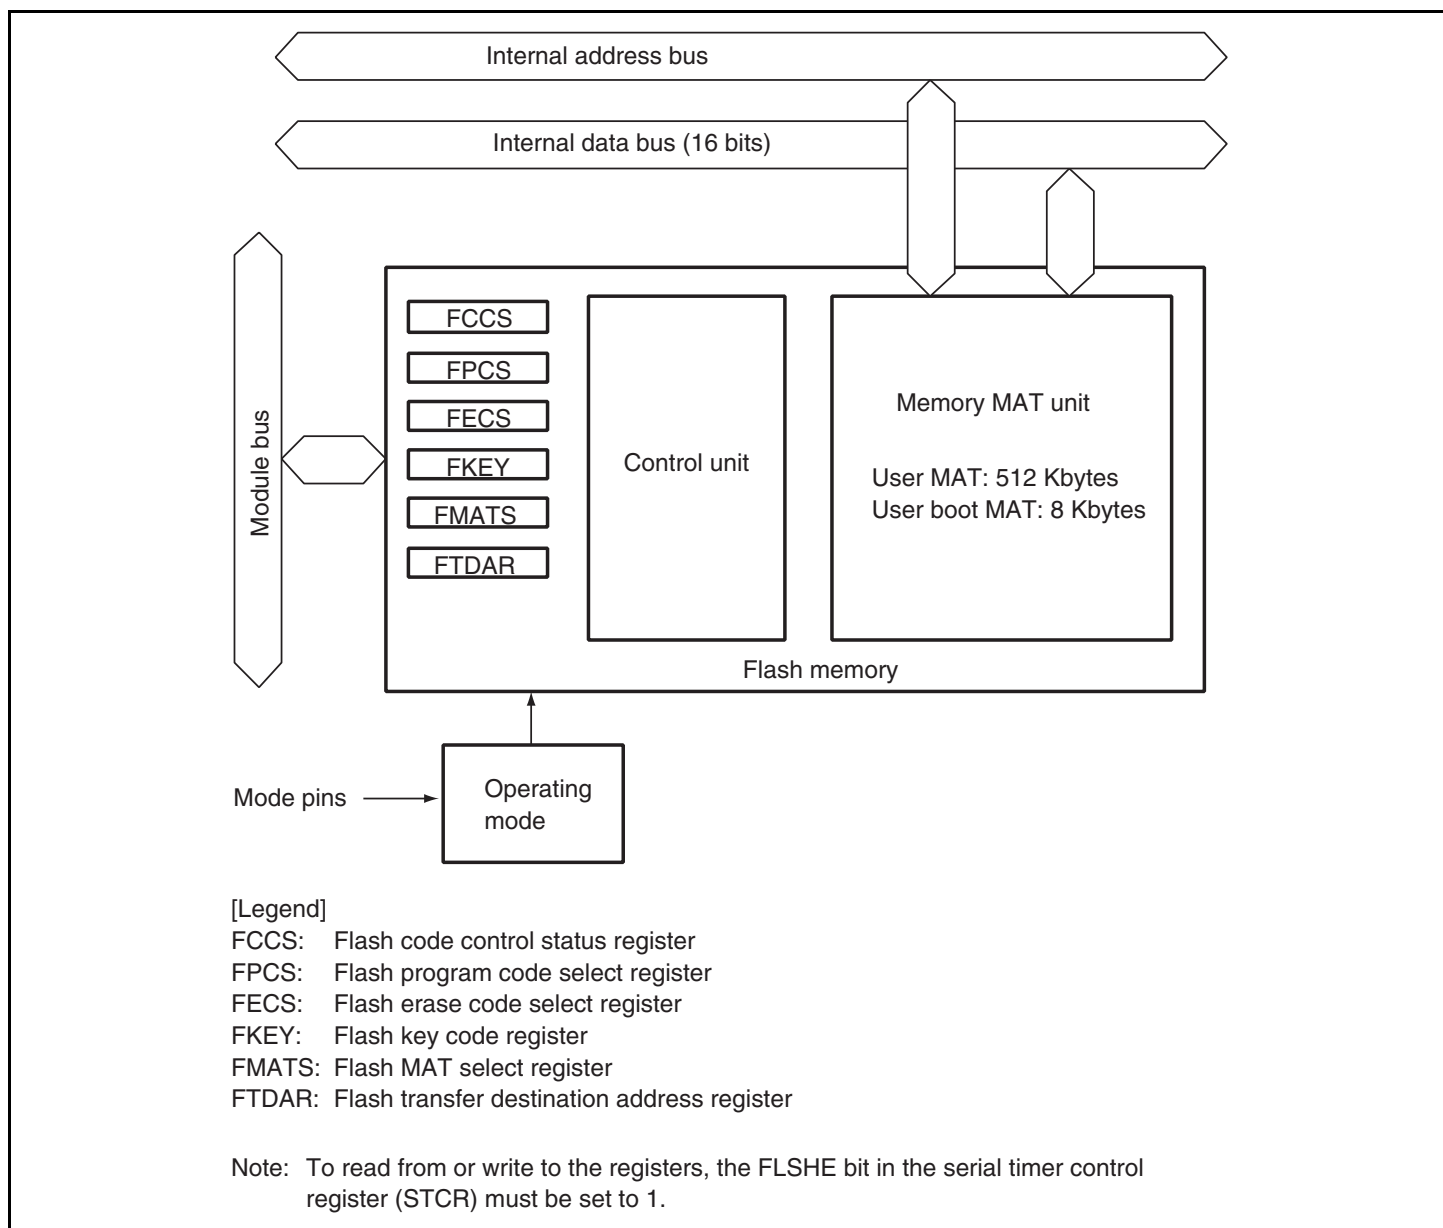 Internal address bus
Internal data bus (16 bits)
Module bus
FCCS
FPCS
FECS
FKEY
FMATS
FTDAR
Control unit
Memory MAT unit
User MAT: 512 Kbytes
User boot MAT: 8 Kbytes
Flash memory
Mode pins
Operating
mode
[Legend]
FCCS: Flash code control status register
FPCS: Flash program code select register
FECS: Flash erase code select register
FKEY: Flash key code register
FMATS: Flash MAT select register
FTDAR: Flash transfer destination address register
Note: To read from or write to the registers, the FLSHE bit in the serial timer control
register (STCR) must be set to 1.